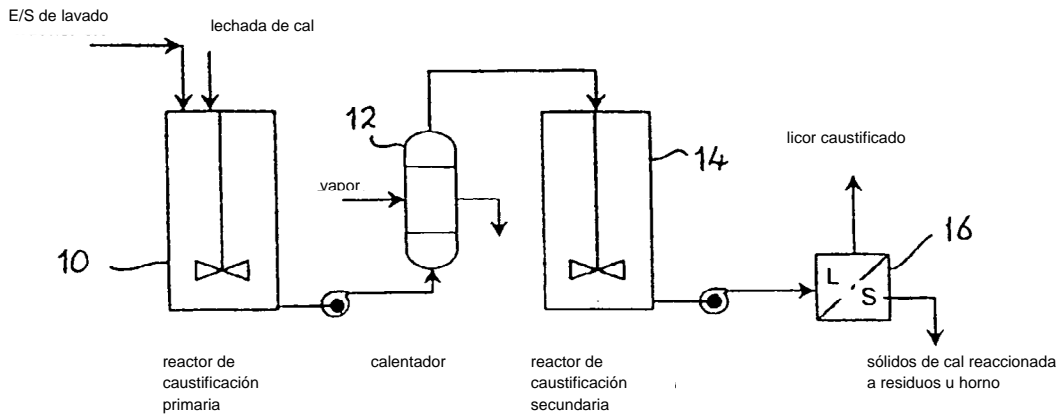 E/S de lavado
lechada de cal
12
vapor
10
14
licor caustificado
16
L
S
reactor de
caustificación
primaria
calentador
reactor de
caustificación
secundaria
sólidos de cal reaccionada
a residuos u horno